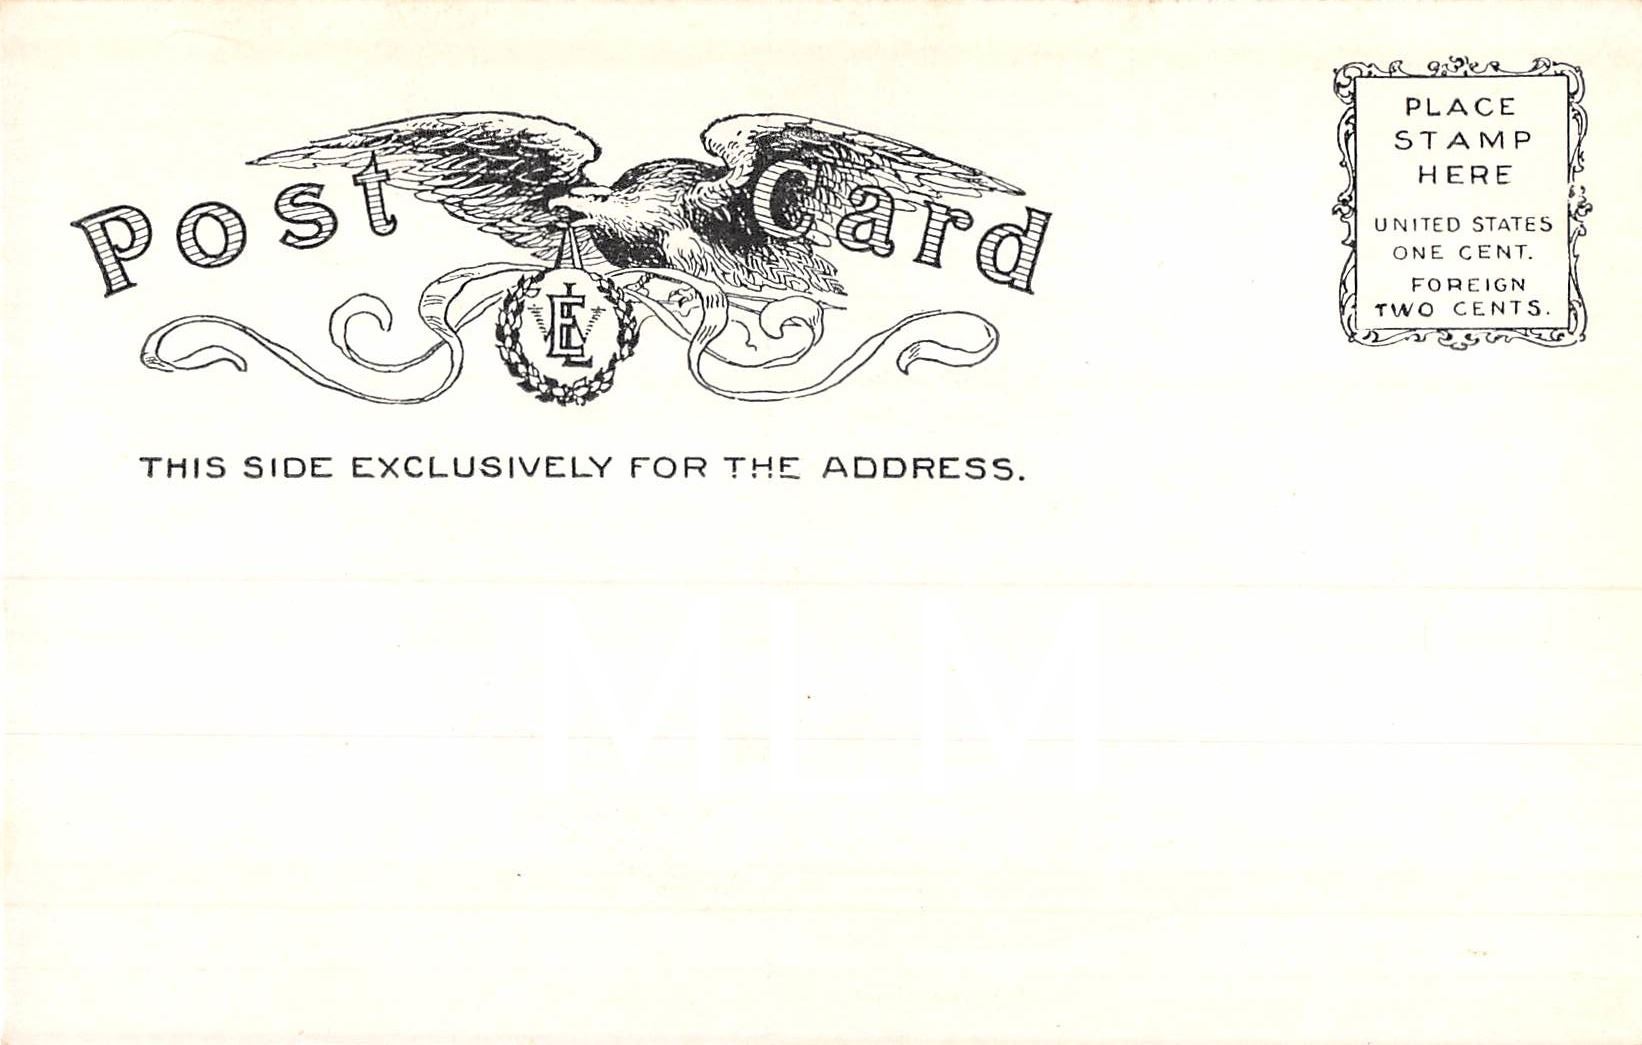 Post Card
PLACE
STAMP
HERE
UNITED STATES
ONE CENT.
FOREIGN
TWO CENTS.
THIS SIDE EXCLUSIVELY FOR THE ADDRESS.
MLM